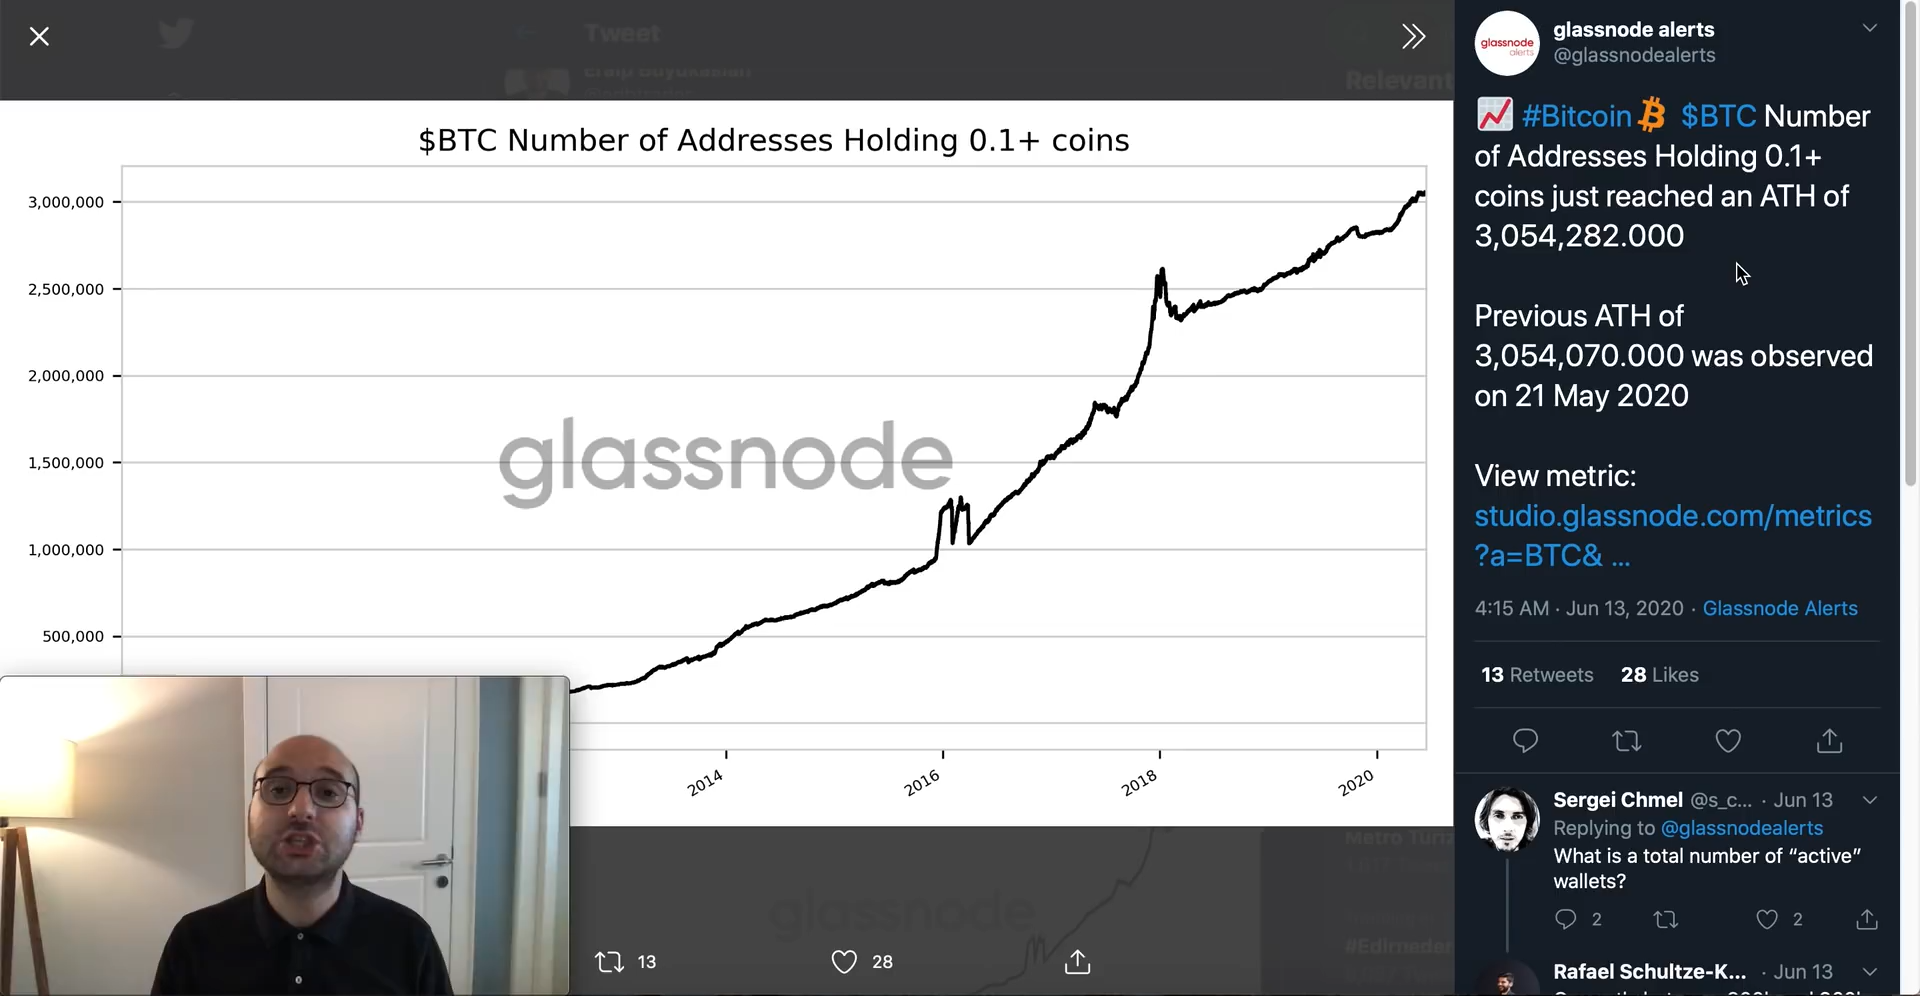 Tweet
Relevant
$BTC Number of Addresses Holding 0.1+ coins
3,000,000
2,500,000
2,000,000
1,500,000
1,000,000
500,000
glassnode
2014
2016
2018
2020
glassnode
13
28
glassnode
alerts
glassnode alerts
@glassnodealerts
📈 #Bitcoin $BTC Number
of Addresses Holding 0.1+
coins just reached an ATH of
3,054,282.000
Previous ATH of
3,054,070.000 was observed
on 21 May 2020
View metric:
studio.glassnode.com/metrics
?a=BTC& …
4:15 AM · Jun 13, 2020 · Glassnode Alerts
13 Retweets 28 Likes
Sergei Chmel @s_c... · Jun 13
Replying to @glassnodealerts
What is a total number of “active”
wallets?
2
2
Rafael Schultze-K... · Jun 13